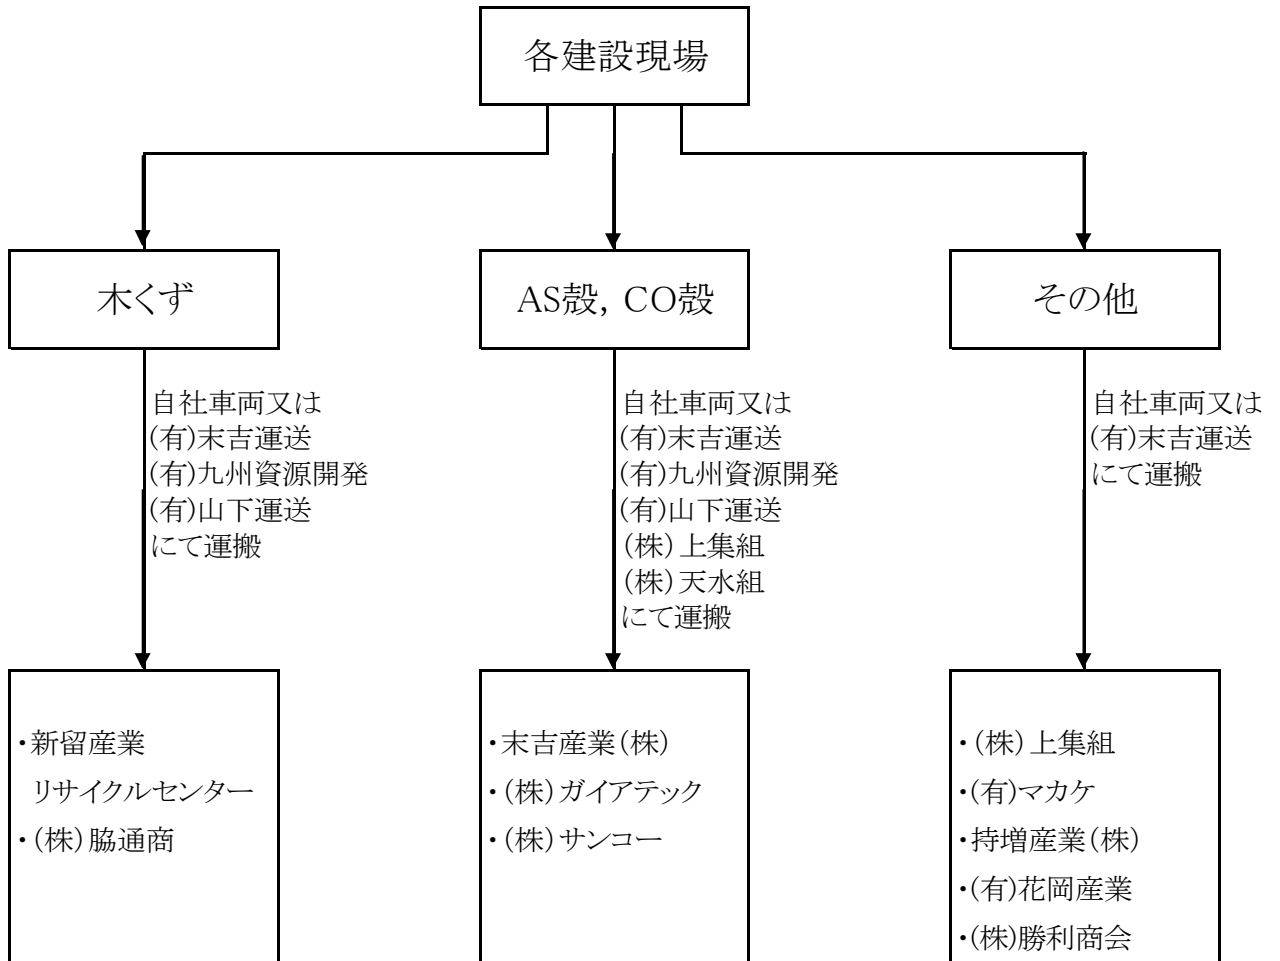 各建設現場
木くず
AS殻, CO殻
その他
自社車両又は
(有)末吉運送
(有)九州資源開発
(有)山下運送
にて運搬
自社車両又は
(有)末吉運送
(有)九州資源開発
(有)山下運送
(株)上集組
(株)天水組
にて運搬
自社車両又は
(有)末吉運送
にて運搬
・新留産業
リサイクルセンター
・(株)脇通商
・末吉産業(株)
・(株)ガイアテック
・(株)サンコー
・(株)上集組
・(有)マカケ
・持増産業(株)
・(有)花岡産業
・(株)勝利商会